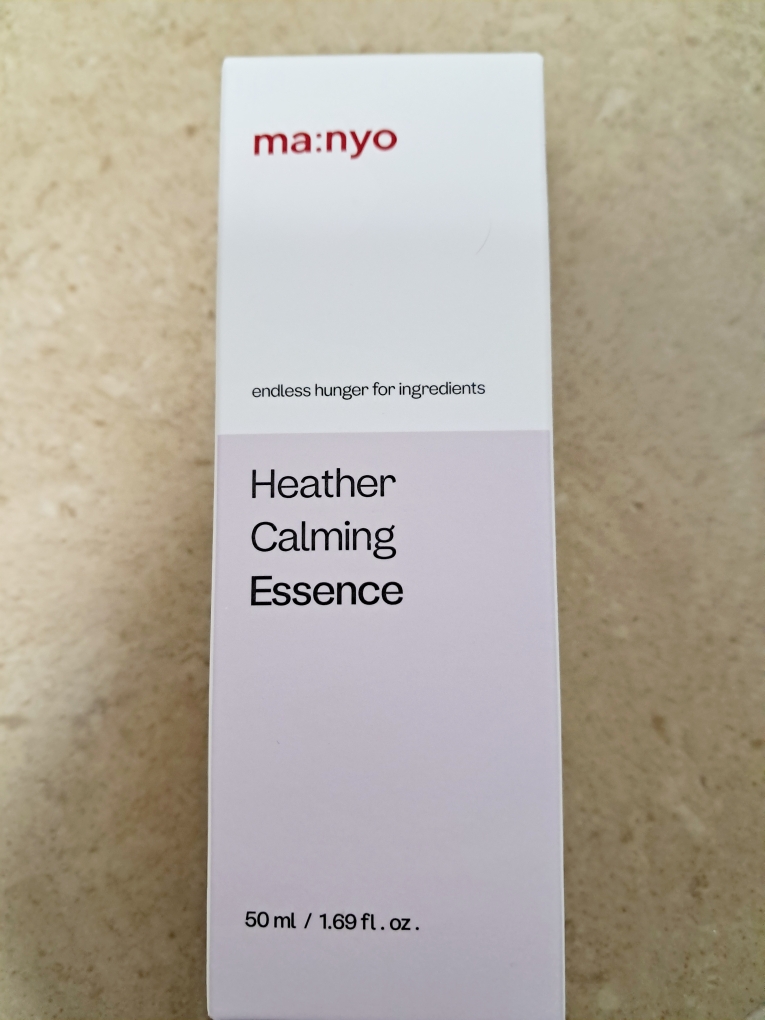 ma:nyo
endless hunger for ingredients
Heather
Calming
Essence
50 ml / 1.69 fl. oz.